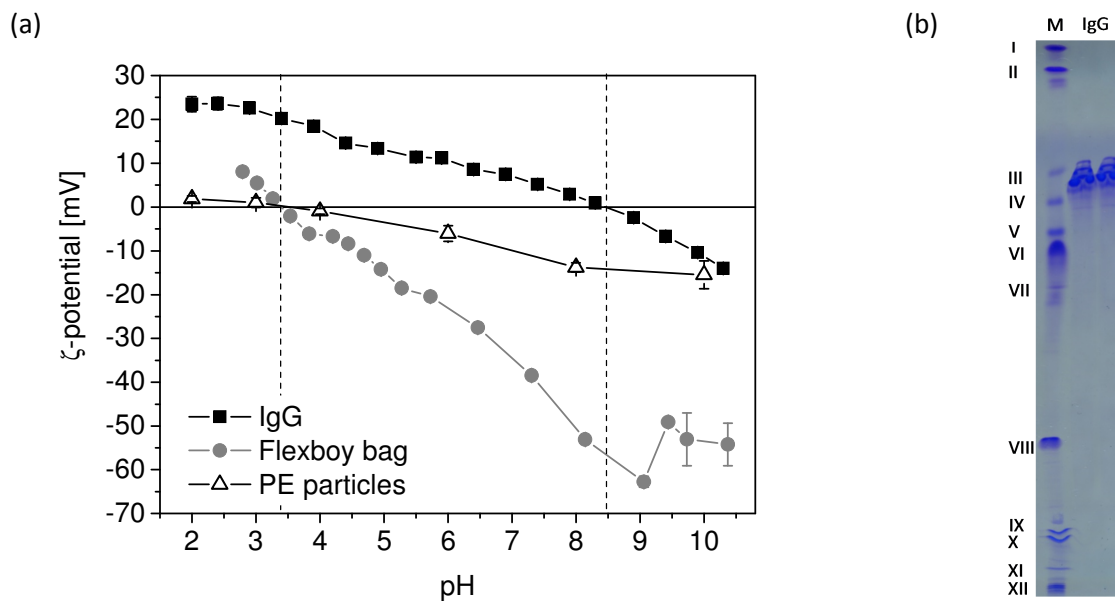 (a)
30
20
10
0
-10
-20
-30
-40
-50
-60
-70
ζ-potential [mV]
IgG
Flexboy bag
PE particles
2 3 4 5 6 7 8 9 10
pH
(b)
M IgG
I
II
III
IV
V
VI
VII
VIII
IX
X
XI
XII